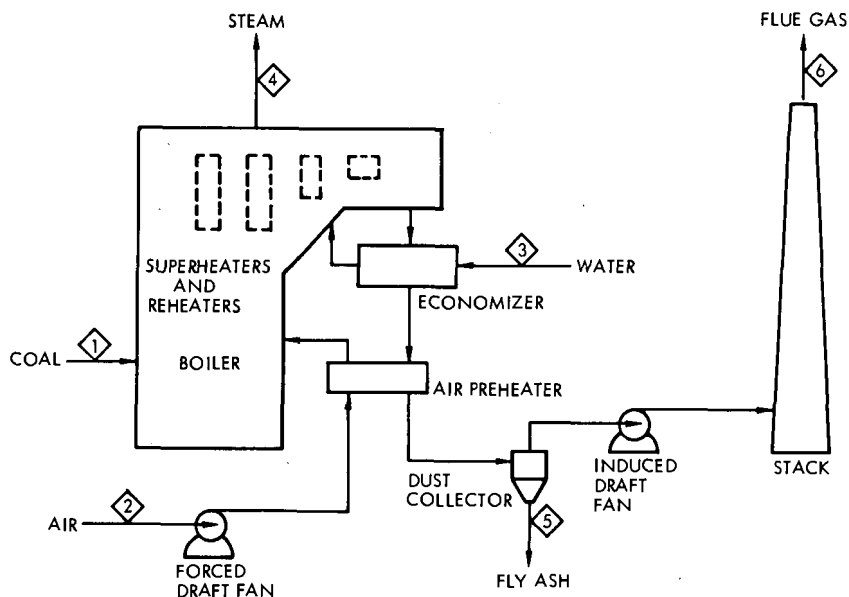 STEAM
FLUE GAS
4
6
SUPERHEATERS
AND
REHEATERS
3
WATER
ECONOMIZER
1
COAL
BOILER
AIR PREHEATER
2
AIR
FORCED
DRAFT FAN
DUST
COLLECTOR
5
FLY ASH
INDUCED
DRAFT
FAN
STACK